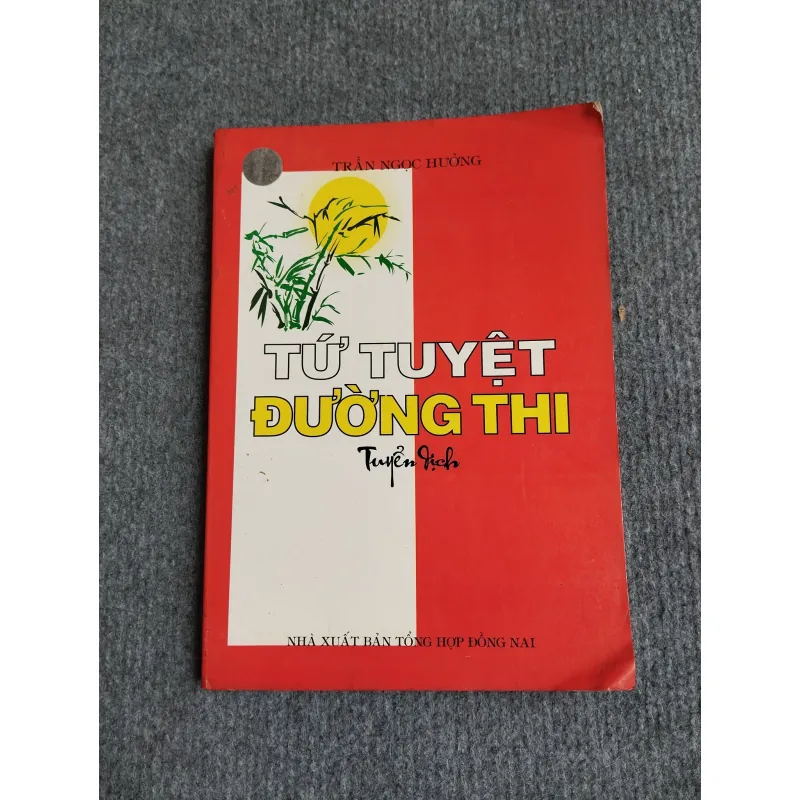 TRẦN NGỌC HƯỞNG
TỨ TUYỆT
ĐƯỜNG THI
Tuyển dịch
NHÀ XUẤT BẢN TỔNG HỢP ĐỒNG NAI